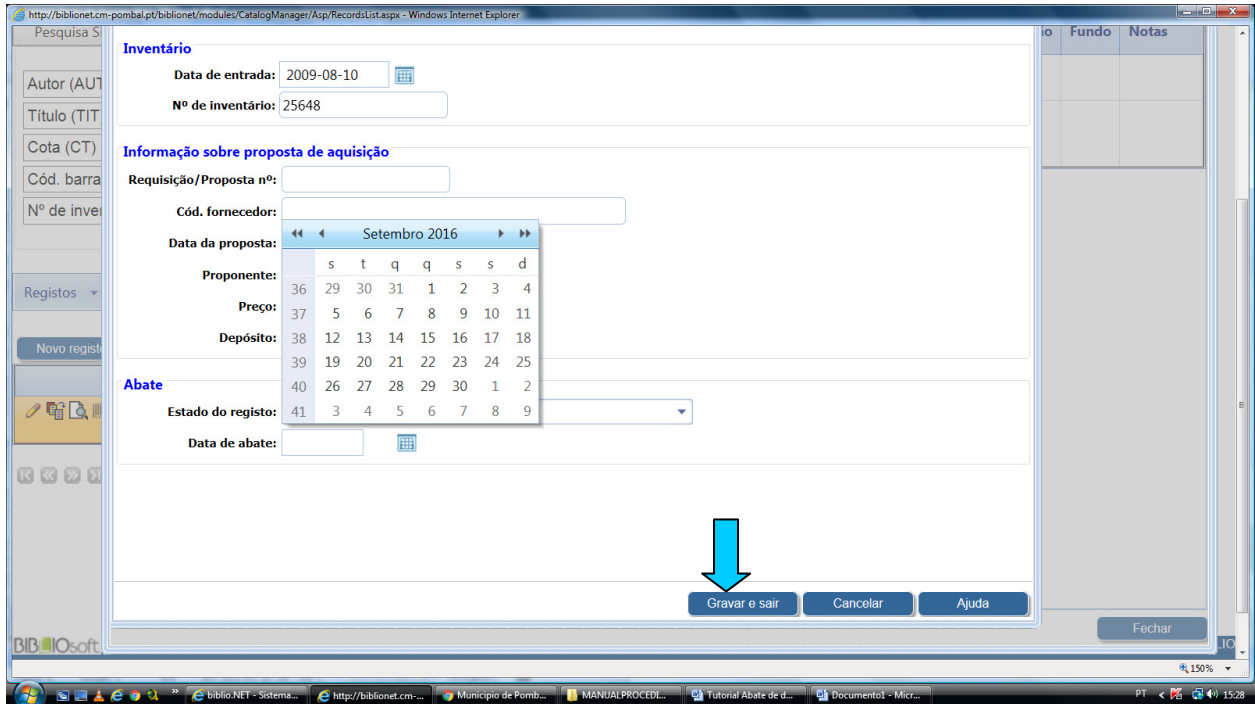 http://biblionet.cm-pombal.pt/biblionet/modules/CatalogManager/Asp/RecordsList.aspx - Windows Internet Explorer
Pesquisa Si
Fundo Notas
Inventário
Data de entrada: 2009-08-10
Nº de inventário: 25648
Autor (AUT
Título (TIT
Cota (CT)
Cód. barra
Nº de inver
Informação sobre proposta de aquisição
Requisição/Proposta nº:
Cód. fornecedor:
Data da proposta:
Proponente:
Preço:
Depósito:
Setembro 2016
s t q q s s d
36 29 30 31 1 2 3 4
37 5 6 7 8 9 10 11
38 12 13 14 15 16 17 18
39 19 20 21 22 23 24 25
40 26 27 28 29 30 1 2
41 3 4 5 6 7 8 9
Registos
Novo regist
Abate
Estado do registo:
Data de abate:
Gravar e sair Cancelar Ajuda
Fechar
BIBLIOsoft
LIO
150%
biblio.NET - Sistema... http://biblionet.cm-... Municipio de Pomb... MANUALPROCEDI... Tutorial Abate de d... Documento1 - Micr... PT 15:28